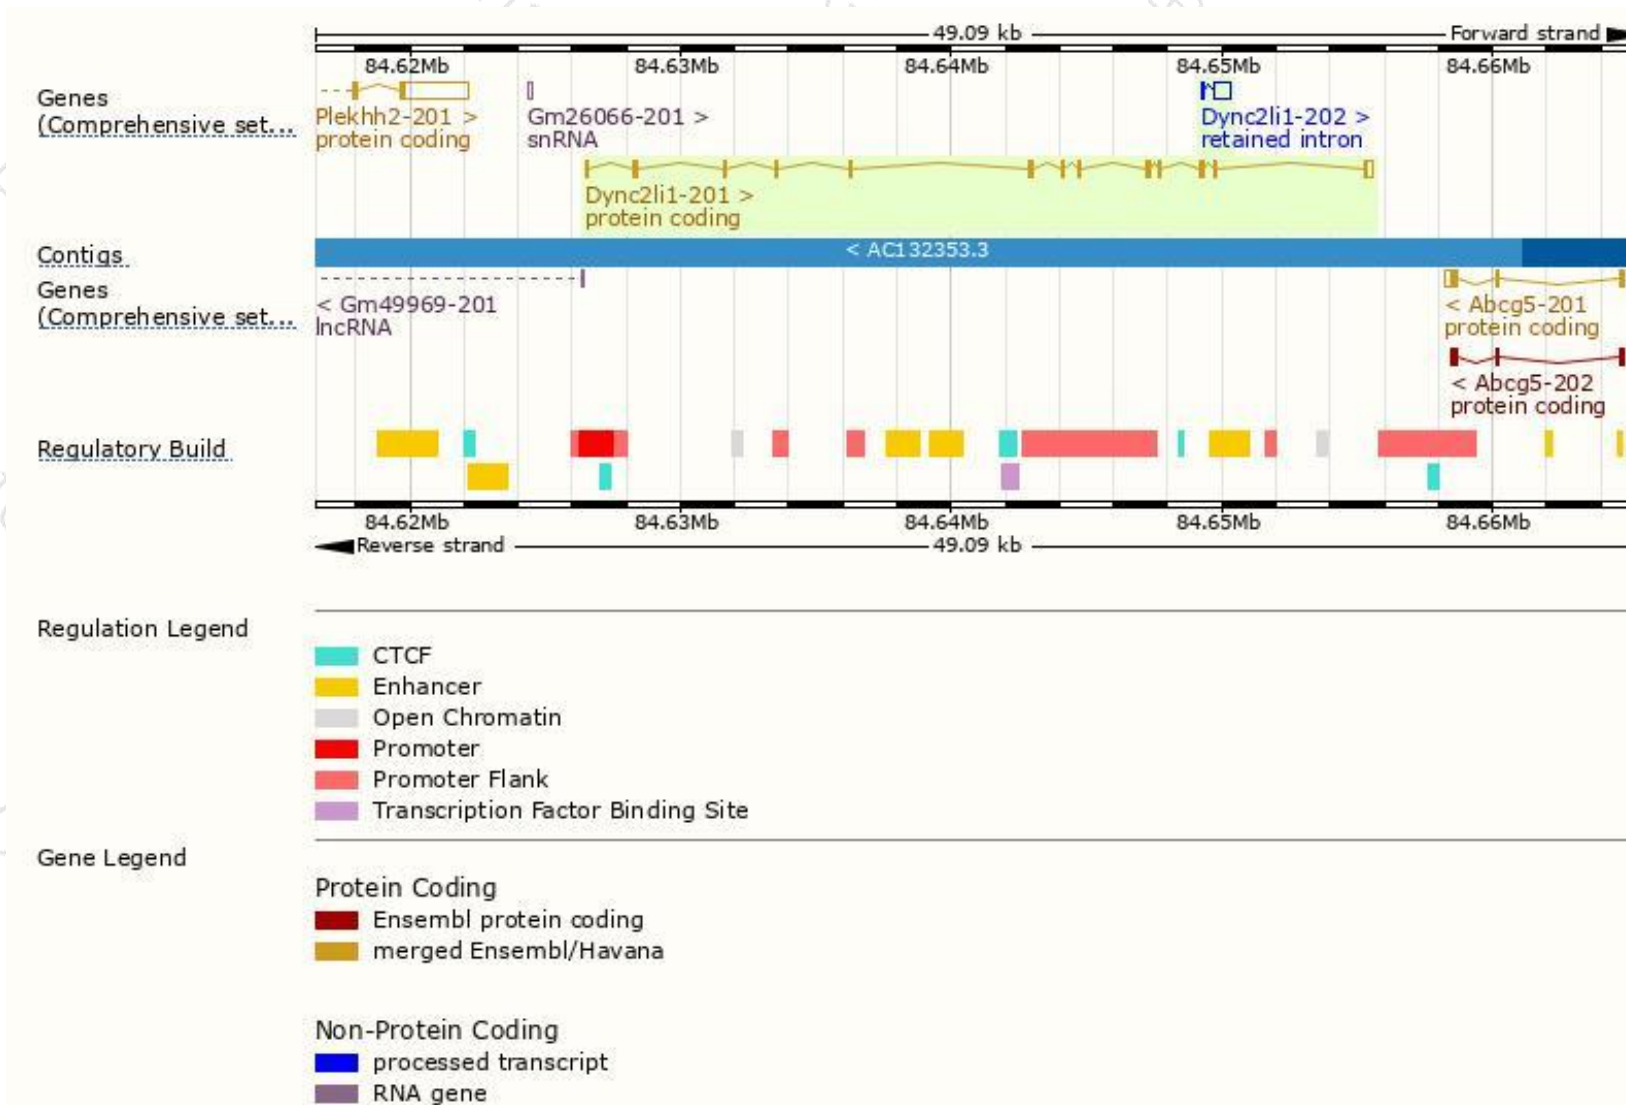 49.09 kb Forward strand
84.62Mb 84.63Mb 84.64Mb 84.65Mb 84.66Mb
Genes
(Comprehensive set...
Plekhh2-201 >
protein coding
Gm26066-201 >
snRNA
Dync2li1-202 >
retained intron
Dync2li1-201 >
protein coding
Contigs
< AC132353.3
Genes
(Comprehensive set...
< Gm49969-201
lncRNA
< Abcg5-201
protein coding
< Abcg5-202
protein coding
Regulatory Build
84.62Mb 84.63Mb 84.64Mb 84.65Mb 84.66Mb
Reverse strand 49.09 kb
Regulation Legend
CTCF
Enhancer
Open Chromatin
Promoter
Promoter Flank
Transcription Factor Binding Site
Gene Legend
Protein Coding
Ensembl protein coding
merged Ensembl/Havana
Non-Protein Coding
processed transcript
RNA gene